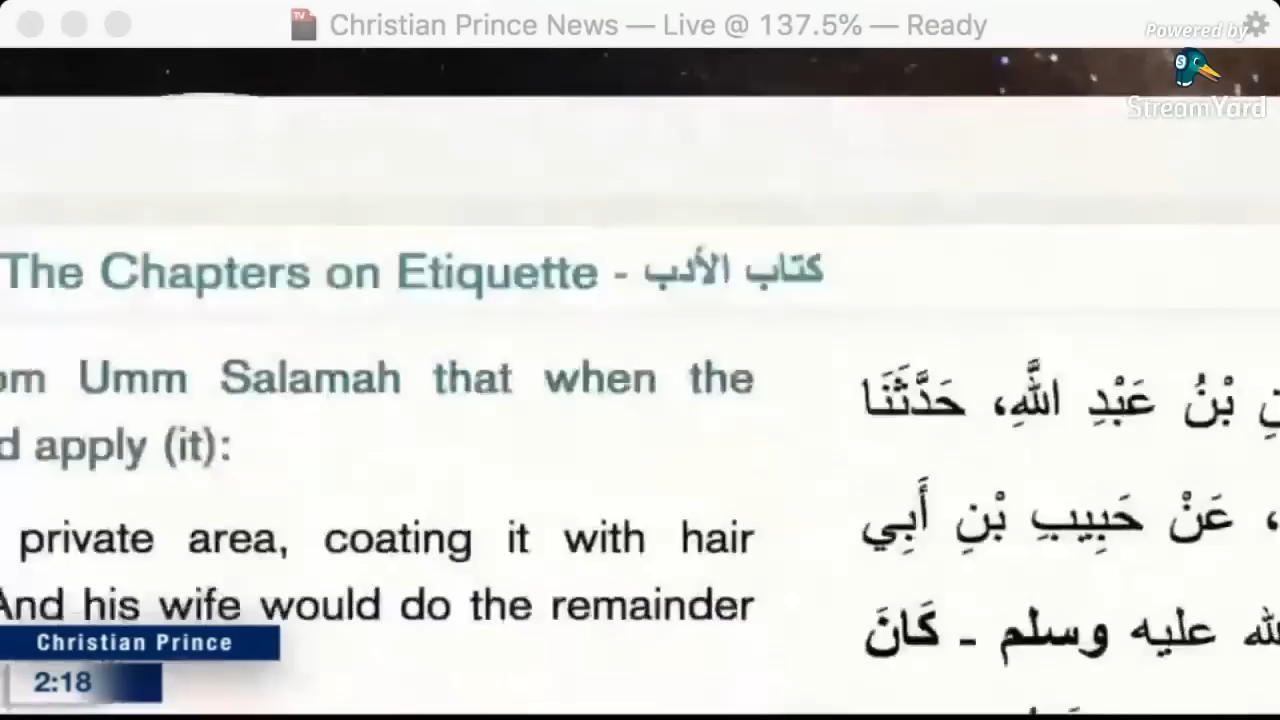 Christian Prince News — Live @ 137.5% — Ready
Powered by
StreamYard
The Chapters on Etiquette - كتاب الأدب
om Umm Salamah that when the
d apply (it):
private area, coating it with hair
And his wife would do the remainder
بْنُ عَبْدِ اللَّهِ، حَدَّثَنَا
، عَنْ حَبِيبِ بْنِ أَبِي
لله عليه وسلم ـ كَانَ
Christian Prince
2:18